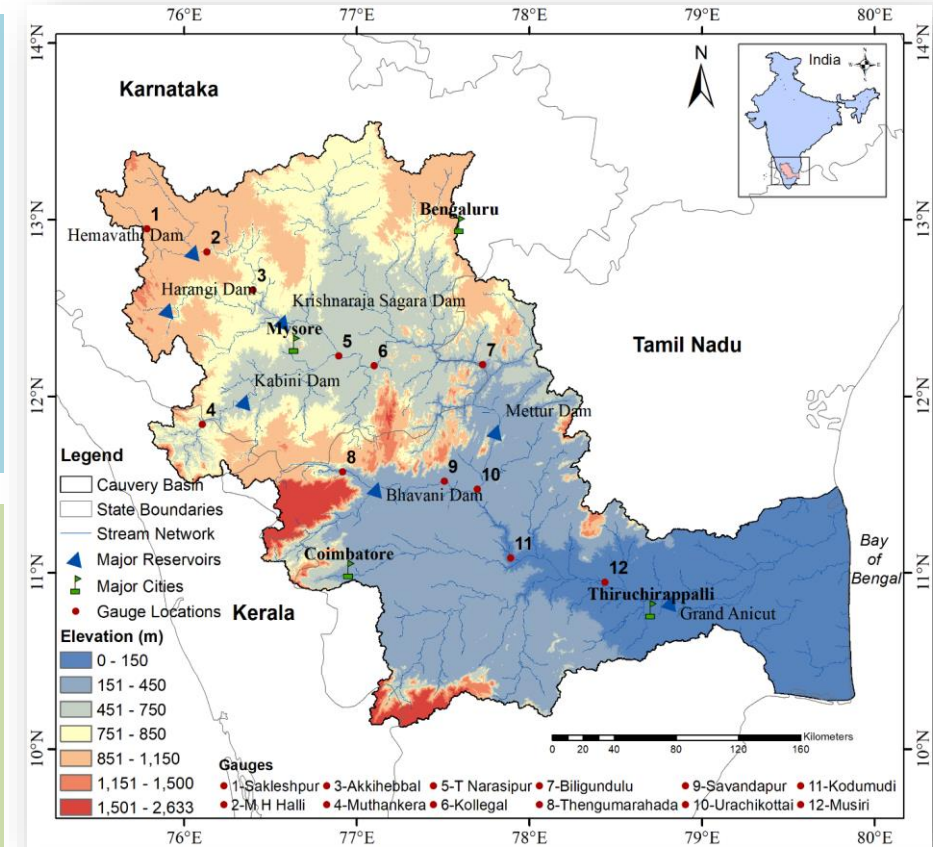 76°E 77°E 78°E 79°E 80°E
14°N 14°N
Karnataka
N
India
13°N 13°N
Bengaluru
1
Hemavathi Dam
2
3
Harangi Dam
Krishnaraja Sagara Dam
Mysore
5
6
7
Tamil Nadu
12°N 12°N
Kabini Dam
4
Mettur Dam
8
9
10
Bhavani Dam
11°N 11°N
11
Coimbatore
12
Thiruchirappalli
Grand Anicut
Kerala
Bay
of
Bengal
10°N 10°N
Legend
Cauvery Basin
State Boundaries
Stream Network
Major Reservoirs
Major Cities
Gauge Locations
Elevation (m)
0 - 150
151 - 450
451 - 750
751 - 850
851 - 1,150
1,151 - 1,500
1,501 - 2,633
Kilometers
0 10 20 40 80 120 160
Gauges
1-Sakleshpur 3-Akkihebbal 5-T Narasipur 7-Biligundulu 9-Savandapur 11-Kodumudi
2-M H Halli 4-Muthankera 6-Kollegal 8-Thengumarahada 10-Urachikottai 12-Musiri
76°E 77°E 78°E 79°E 80°E